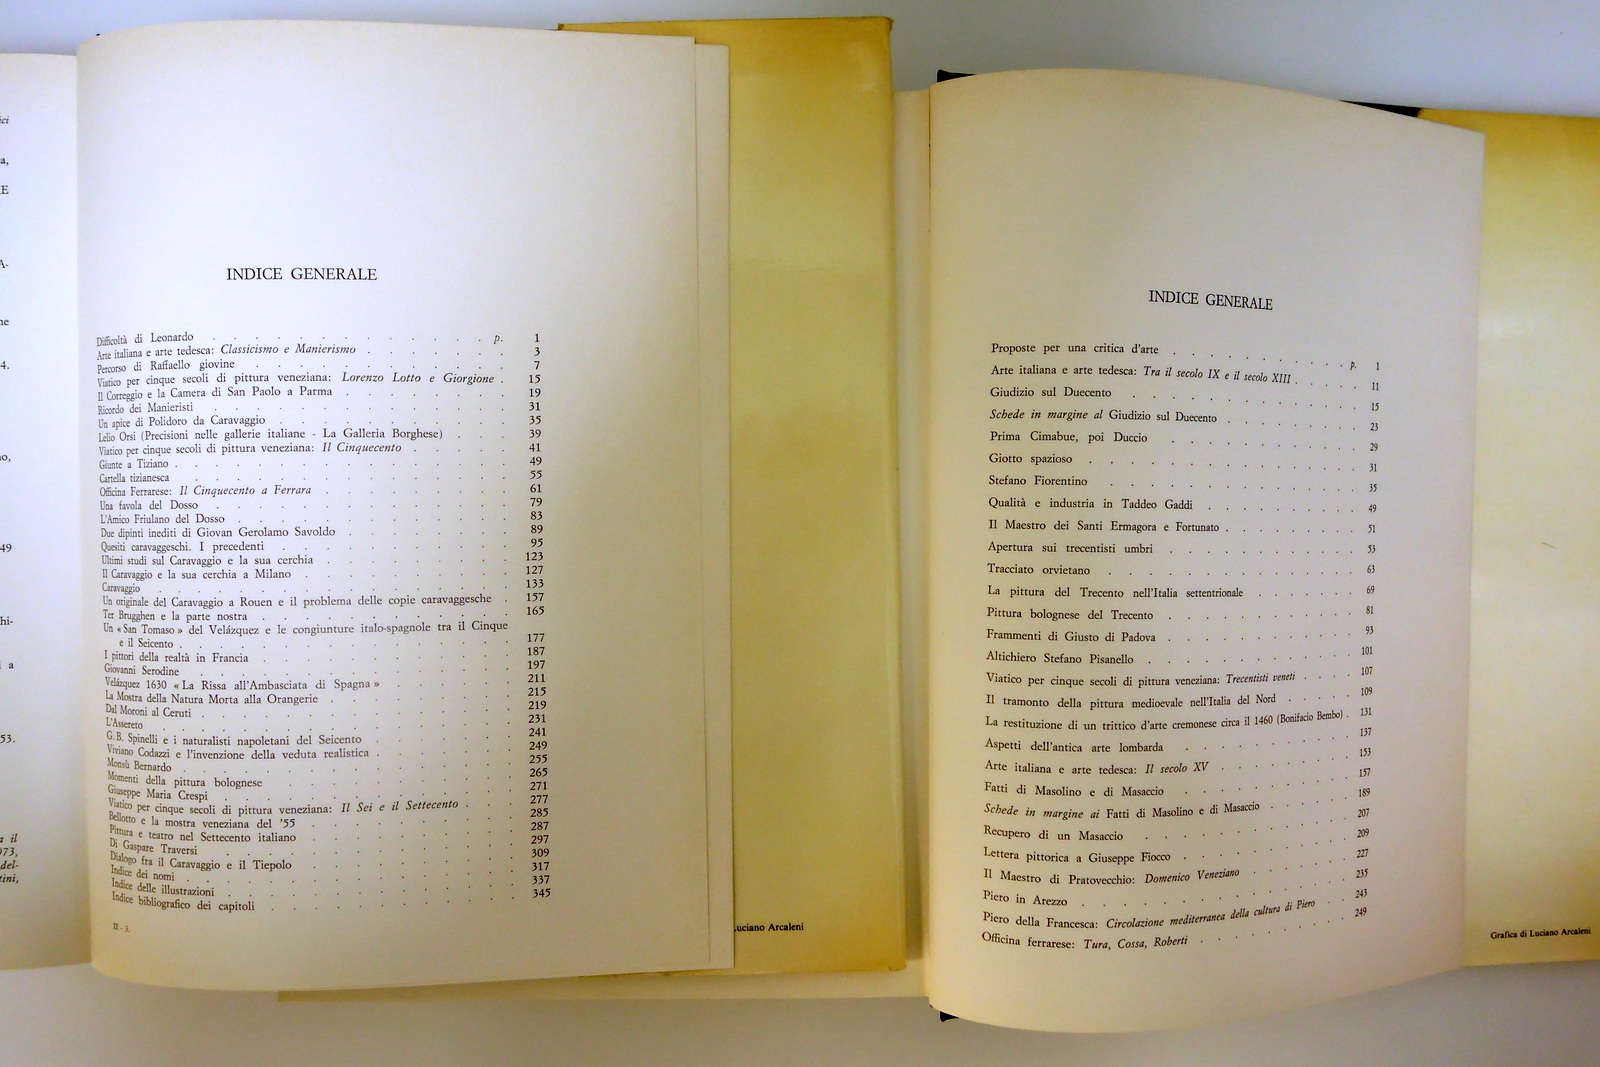 ici
a,
E
A-
ne
4.
no,
49
hi-
i a
53.
a il
973,
del-
tini,
INDICE GENERALE
Difficoltà di Leonardo . . . . . . . . . . . . p. 1
Arte italiana e arte tedesca: Classicismo e Manierismo . . . . . . 3
Percorso di Raffaello giovine . . . . . . . . . . 7
Viatico per cinque secoli di pittura veneziana: Lorenzo Lotto e Giorgione . 15
Il Correggio e la Camera di San Paolo a Parma . . . . . . . 19
Ricordo dei Manieristi . . . . . . . . . . . . 31
Un apice di Polidoro da Caravaggio . . . . . . . . . 35
Lelio Orsi (Precisioni nelle gallerie italiane - La Galleria Borghese) . . . 39
Viatico per cinque secoli di pittura veneziana: Il Cinquecento . . . . 41
Giunte a Tiziano . . . . . . . . . . . . . 49
Cartella tizianesca . . . . . . . . . . . . 55
Officina Ferrarese: Il Cinquecento a Ferrara . . . . . . . . 61
Una favola del Dosso . . . . . . . . . . . . 79
L'Amico Friulano del Dosso . . . . . . . . . . . 83
Due dipinti inediti di Giovan Gerolamo Savoldo . . . . . . . 89
Quesiti caravaggeschi. I precedenti . . . . . . . . . 95
Ultimi studi sul Caravaggio e la sua cerchia . . . . . . . . 123
Il Caravaggio e la sua cerchia a Milano . . . . . . . . 127
Caravaggio . . . . . . . . . . . . . 133
Un originale del Caravaggio a Rouen e il problema delle copie caravaggesche . 157
Ter Brugghen e la parte nostra . . . . . . . . . . 165
Un «San Tomaso» del Velázquez e le congiunture italo-spagnole tra il Cinque
e il Seicento . . . . . . . . . . . . . 177
I pittori della realtà in Francia . . . . . . . . . . 187
Giovanni Serodine . . . . . . . . . . . . 197
Velázquez 1630 «La Rissa all'Ambasciata di Spagna» . . . . . . 211
La Mostra della Natura Morta alla Orangerie . . . . . . . 215
Dal Moroni al Ceruti . . . . . . . . . . . . 219
L'Assereto . . . . . . . . . . . . . 231
G.B. Spinelli e i naturalisti napoletani del Seicento . . . . . . 241
Viviano Codazzi e l'invenzione della veduta realistica . . . . . . 249
Monsù Bernardo . . . . . . . . . . . . 255
Momenti della pittura bolognese . . . . . . . . . 265
Giuseppe Maria Crespi . . . . . . . . . . . 271
Viatico per cinque secoli di pittura veneziana: Il Sei e il Settecento . . . 277
Bellotto e la mostra veneziana del '55 . . . . . . . . 285
Pittura e teatro nel Settecento italiano . . . . . . . . 287
Di Gaspare Traversi . . . . . . . . . . . 297
Dialogo fra il Caravaggio e il Tiepolo . . . . . . . . 309
Indice dei nomi . . . . . . . . . . . . 317
Indice delle illustrazioni . . . . . . . . . . . 337
Indice bibliografico dei capitoli . . . . . . . . . . 345
II - 3.
Luciano Arcaleni
INDICE GENERALE
Proposte per una critica d'arte . . . . . . . . . p. 1
Arte italiana e arte tedesca: Tra il secolo IX e il secolo XIII . . . . 11
Giudizio sul Duecento . . . . . . . . . . . 15
Schede in margine al Giudizio sul Duecento . . . . . . . 23
Prima Cimabue, poi Duccio . . . . . . . . . . 29
Giotto spazioso . . . . . . . . . . . . 31
Stefano Fiorentino . . . . . . . . . . . 35
Qualità e industria in Taddeo Gaddi . . . . . . . . 49
Il Maestro dei Santi Ermagora e Fortunato . . . . . . . 51
Apertura sui trecentisti umbri . . . . . . . . . 53
Tracciato orvietano . . . . . . . . . . . 63
La pittura del Trecento nell'Italia settentrionale . . . . . . 69
Pittura bolognese del Trecento . . . . . . . . . 81
Frammenti di Giusto di Padova . . . . . . . . . 93
Altichiero Stefano Pisanello . . . . . . . . . . 101
Viatico per cinque secoli di pittura veneziana: Trecentisti veneti . . . 107
Il tramonto della pittura medioevale nell'Italia del Nord . . . . . 109
La restituzione di un trittico d'arte cremonese circa il 1460 (Bonifacio Bembo) . 131
Aspetti dell'antica arte lombarda . . . . . . . . . 137
Arte italiana e arte tedesca: Il secolo XV . . . . . . . 153
Fatti di Masolino e di Masaccio . . . . . . . . . 157
Schede in margine ai Fatti di Masolino e di Masaccio . . . . . 189
Recupero di un Masaccio . . . . . . . . . . 207
Lettera pittorica a Giuseppe Fiocco . . . . . . . . 209
Il Maestro di Pratovecchio: Domenico Veneziano . . . . . . 227
Piero in Arezzo . . . . . . . . . . . . 235
Piero della Francesca: Circolazione mediterranea della cultura di Piero . . 243
Officina ferrarese: Tura, Cossa, Roberti . . . . . . . . 249
Grafica di Luciano Arcaleni